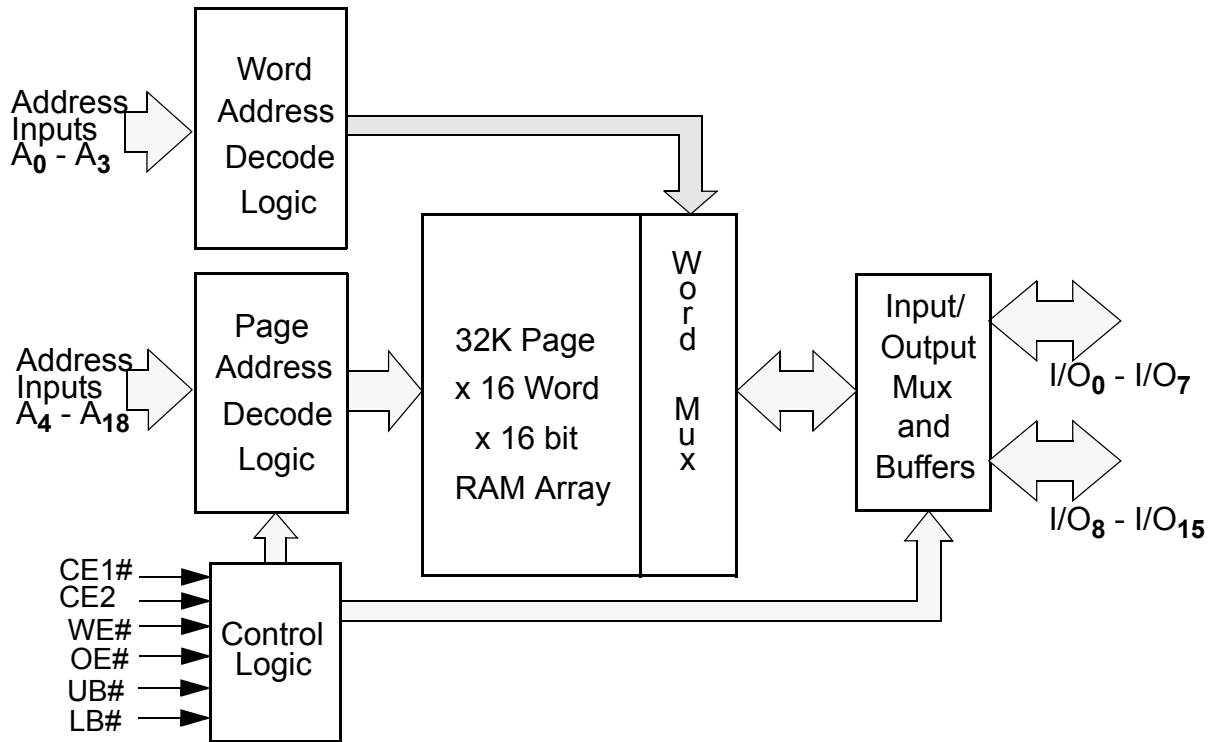 Word
Address
Decode
Logic
Address
Inputs
A0 - A3
Page
Address
Decode
Logic
Address
Inputs
A4 - A18
32K Page
x 16 Word
x 16 bit
RAM Array
Word Mux
Input/
Output
Mux
and
Buffers
I/O0 - I/O7
I/O8 - I/O15
CE1#
CE2
WE#
OE#
UB#
LB#
Control
Logic